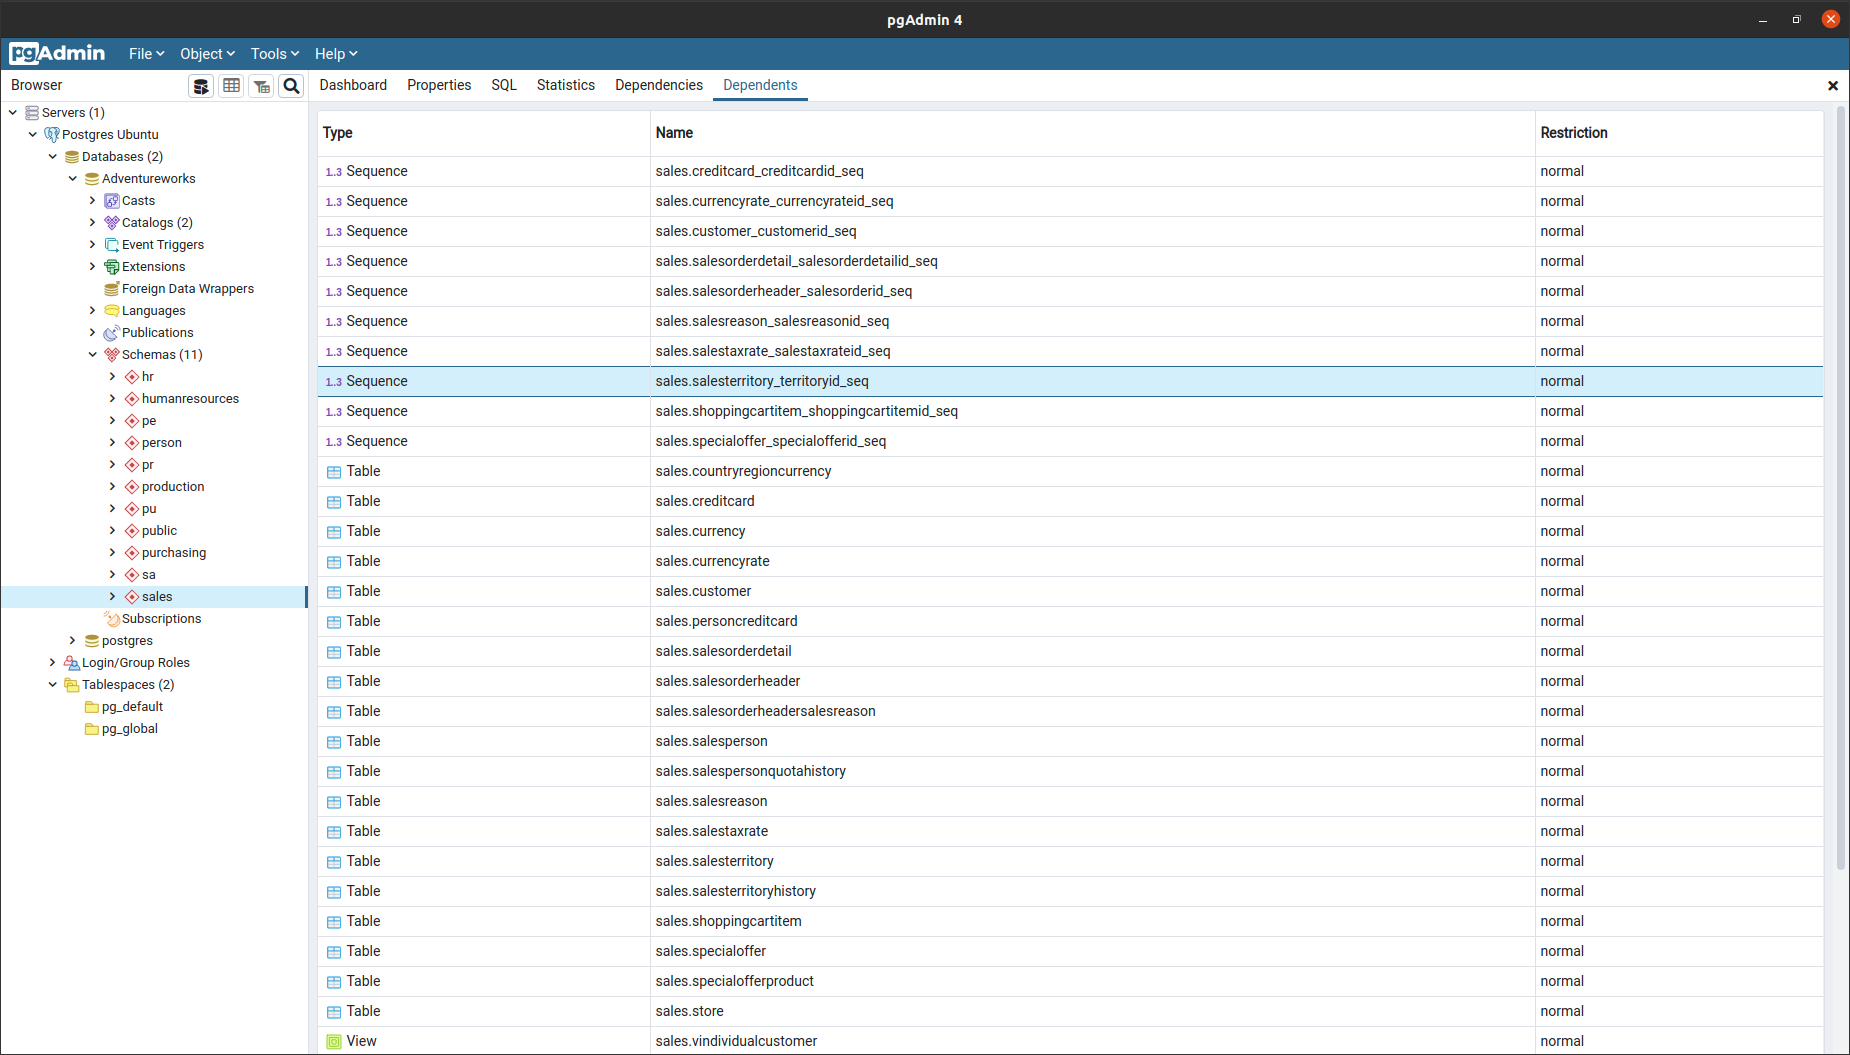 pgAdmin 4
pgAdmin File Object Tools Help
Browser
Dashboard Properties SQL Statistics Dependencies Dependents
Servers (1)
Postgres Ubuntu
Databases (2)
Adventureworks
Casts
Catalogs (2)
Event Triggers
Extensions
Foreign Data Wrappers
Languages
Publications
Schemas (11)
hr
humanresources
pe
person
pr
production
pu
public
purchasing
sa
sales
Subscriptions
postgres
Login/Group Roles
Tablespaces (2)
pg_default
pg_global
Type Name Restriction
1..3 Sequence sales.creditcard_creditcardid_seq normal
1..3 Sequence sales.currencyrate_currencyrateid_seq normal
1..3 Sequence sales.customer_customerid_seq normal
1..3 Sequence sales.salesorderdetail_salesorderdetailid_seq normal
1..3 Sequence sales.salesorderheader_salesorderid_seq normal
1..3 Sequence sales.salesreason_salesreasonid_seq normal
1..3 Sequence sales.salestaxrate_salestaxrateid_seq normal
1..3 Sequence sales.salesterritory_territoryid_seq normal
1..3 Sequence sales.shoppingcartitem_shoppingcartitemid_seq normal
1..3 Sequence sales.specialoffer_specialofferid_seq normal
Table sales.countryregioncurrency normal
Table sales.creditcard normal
Table sales.currency normal
Table sales.currencyrate normal
Table sales.customer normal
Table sales.personcreditcard normal
Table sales.salesorderdetail normal
Table sales.salesorderheader normal
Table sales.salesorderheadersalesreason normal
Table sales.salesperson normal
Table sales.salespersonquotahistory normal
Table sales.salesreason normal
Table sales.salestaxrate normal
Table sales.salesterritory normal
Table sales.salesterritoryhistory normal
Table sales.shoppingcartitem normal
Table sales.specialoffer normal
Table sales.specialofferproduct normal
Table sales.store normal
View sales.vindividualcustomer normal